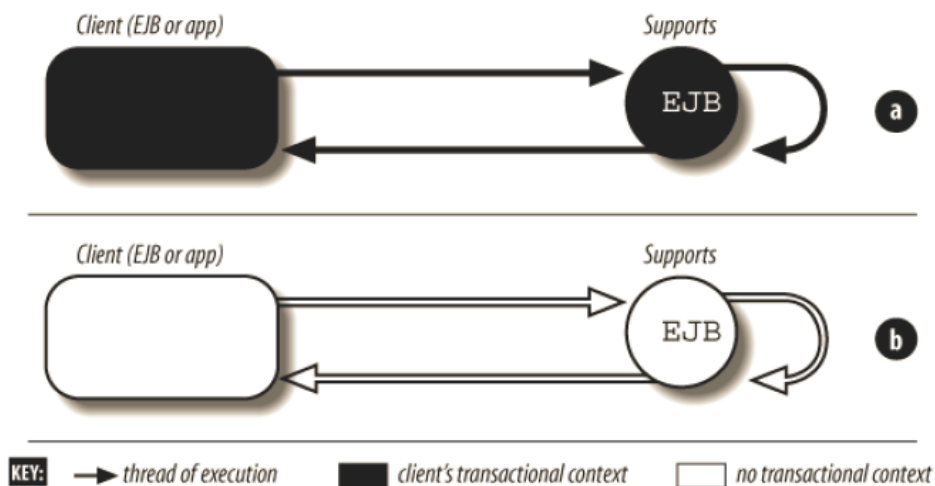 Client (EJB or app) Supports
EJB
a
Client (EJB or app) Supports
EJB
b
KEY: thread of execution client's transactional context no transactional context